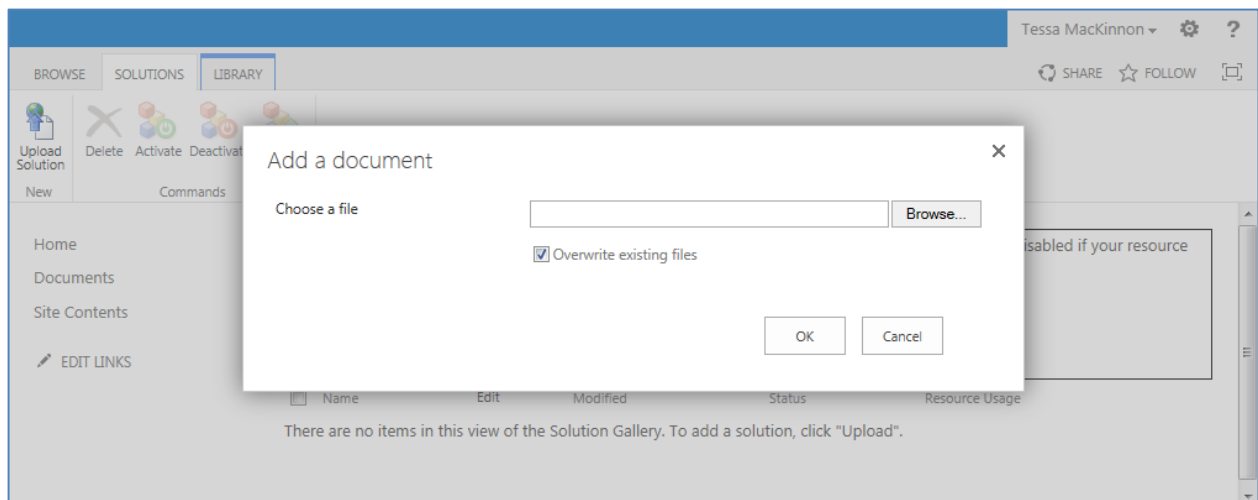 Tessa MacKinnon
?
BROWSE SOLUTIONS LIBRARY
SHARE FOLLOW
Upload Solution
Delete Activate Deactivat
New
Commands
Add a document
Choose a file
Browse...
Overwrite existing files
OK Cancel
Home
Documents
Site Contents
EDIT LINKS
isabled if your resource
Name Edit Modified Status Resource Usage
There are no items in this view of the Solution Gallery. To add a solution, click "Upload".